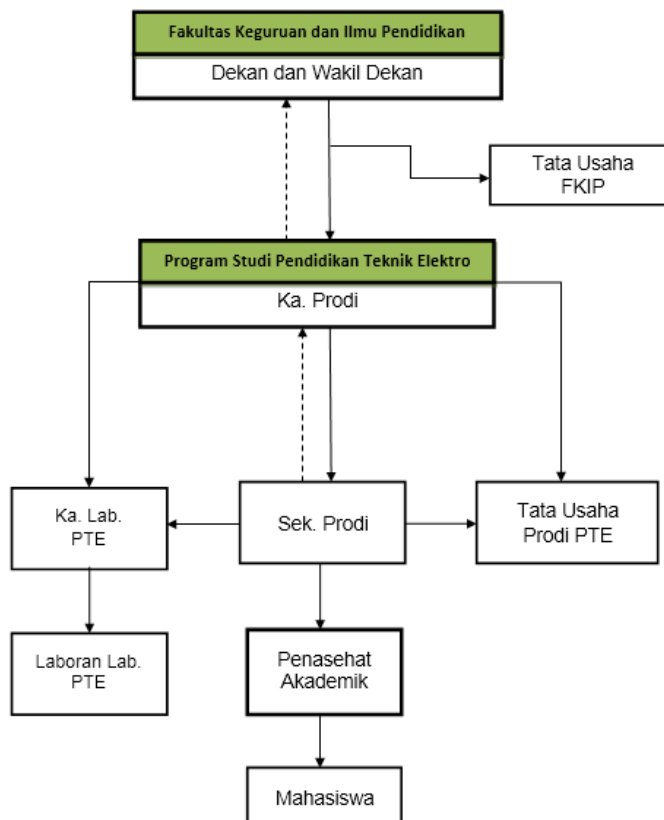 Fakultas Keguruan dan Ilmu Pendidikan
Dekan dan Wakil Dekan
Tata Usaha
FKIP
Program Studi Pendidikan Teknik Elektro
Ka. Prodi
Ka. Lab.
PTE
Sek. Prodi
Tata Usaha
Prodi PTE
Laboran Lab.
PTE
Penasehat
Akademik
Mahasiswa